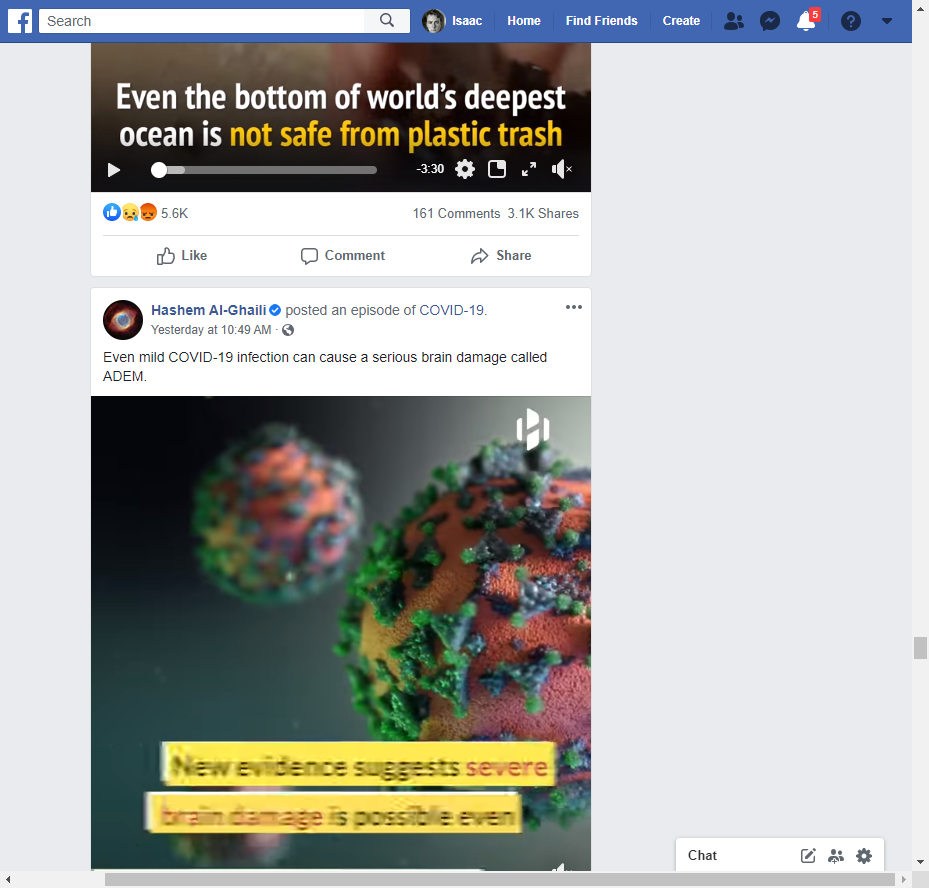 Search
Isaac
Home
Find Friends
Create
5
Even the bottom of world's deepest
ocean is not safe from plastic trash
-3:30
5.6K
161 Comments 3.1K Shares
Like
Comment
Share
Hashem Al-Ghaili posted an episode of COVID-19.
Yesterday at 10:49 AM ·
Even mild COVID-19 infection can cause a serious brain damage called
ADEM.
New evidence suggests severe
brain damage is possible even
Chat